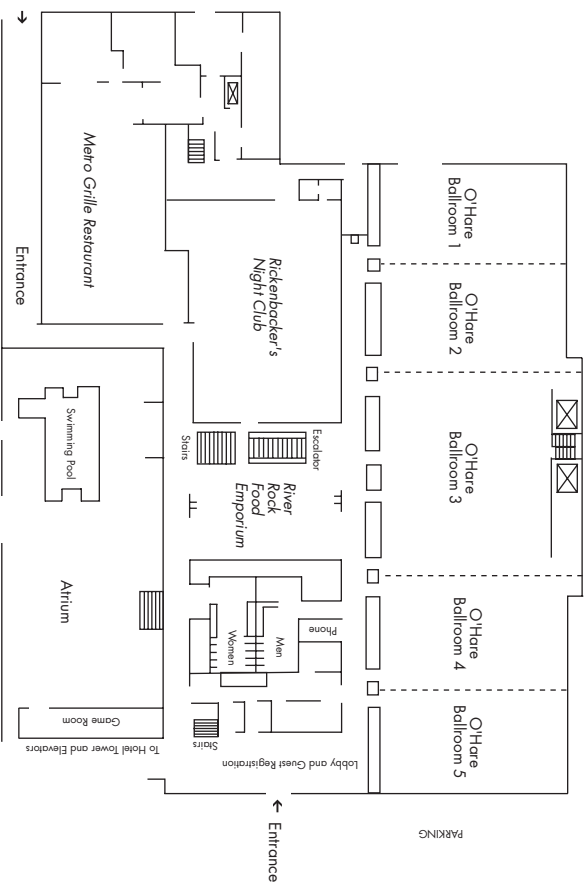 O'Hare
Ballroom 1
O'Hare
Ballroom 2
O'Hare
Ballroom 3
O'Hare
Ballroom 4
O'Hare
Ballroom 5
PARKING
Rickenbacker's
Night Club
Escalator
Stairs
River
Rock
Food
Emporium
Phone
Men
Women
Stairs
Lobby and Guest Registration
Entrance
Metro Grille Restaurant
Entrance
Swimming Pool
Atrium
Game Room
To Hotel Tower and Elevators